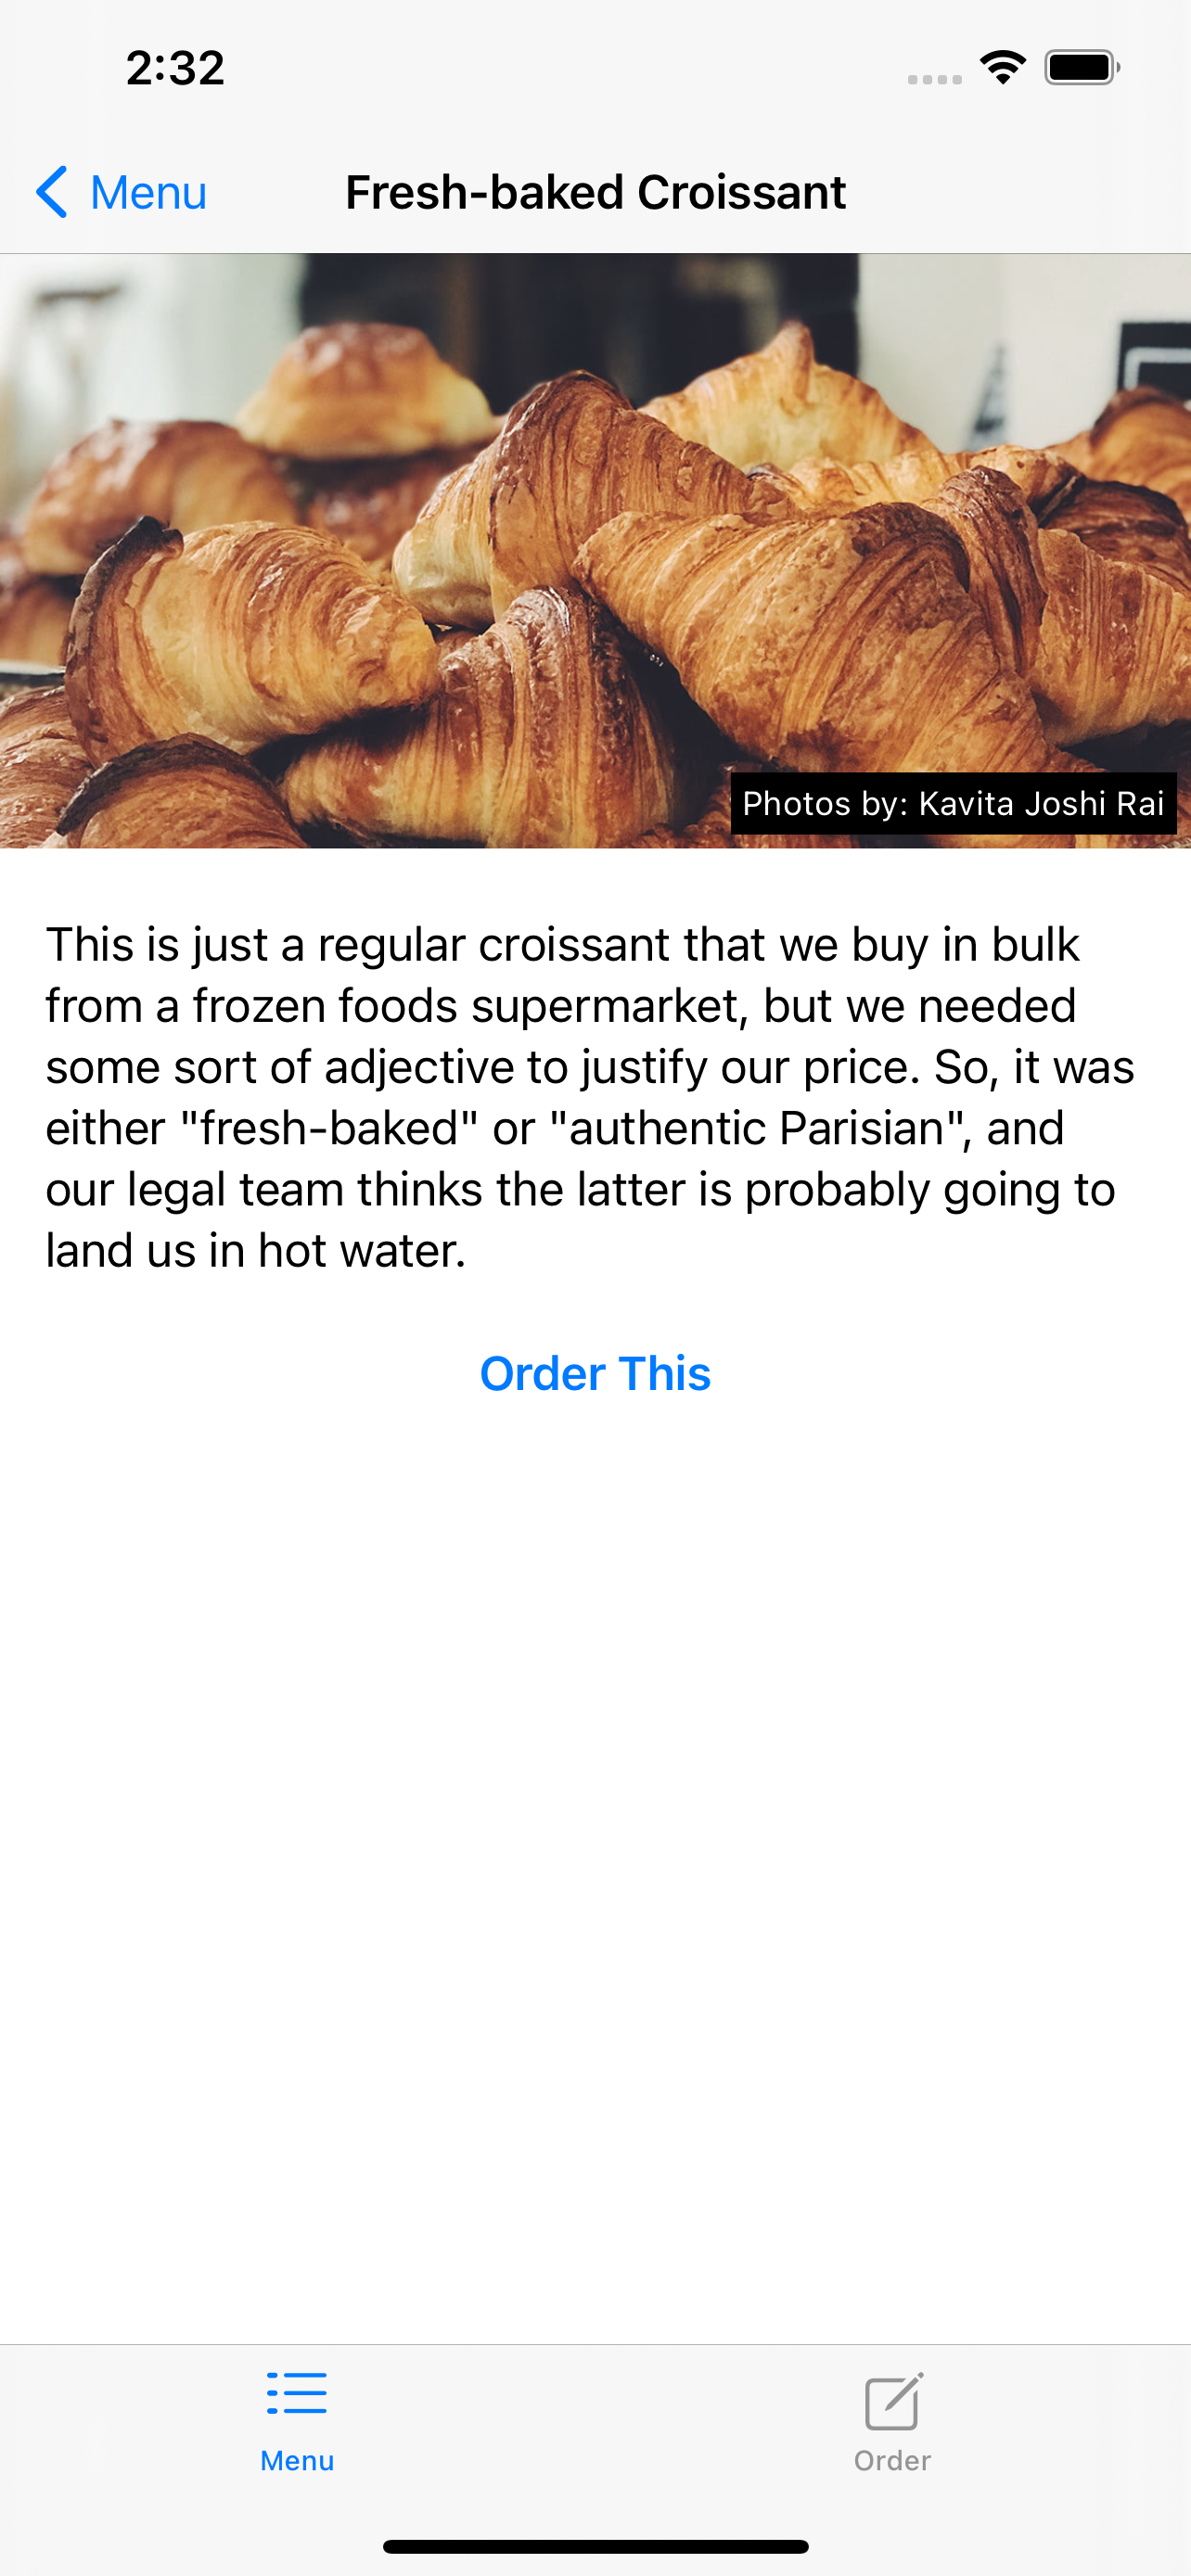 2:32
Menu
Fresh-baked Croissant
Photos by: Kavita Joshi Rai
This is just a regular croissant that we buy in bulk
from a frozen foods supermarket, but we needed
some sort of adjective to justify our price. So, it was
either "fresh-baked" or "authentic Parisian", and
our legal team thinks the latter is probably going to
land us in hot water.
Order This
Menu
Order